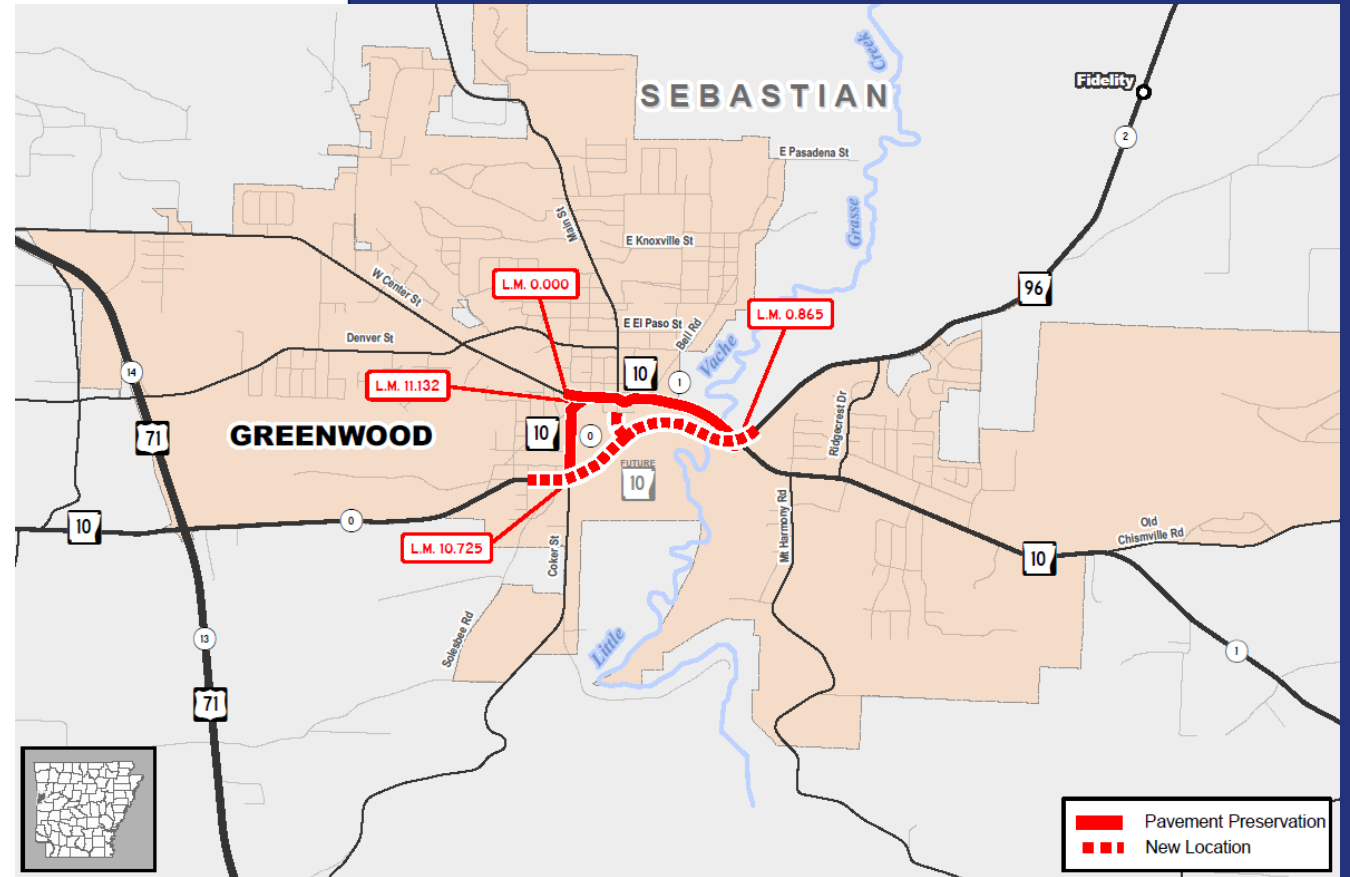 SEBASTIAN
Creek
Fidelity
2
E Pasadena St
Main St
Grasse
E Knoxville St
W Center St
L.M. 0.000
96
L.M. 0.865
E El Paso St
Bell Rd
Denver St
Vache
14
10
1
L.M. 11.132
Ridgecrest Dr
71
GREENWOOD
10
0
FUTURE
10
10
0
L.M. 10.725
Coker St
Mt Harmony Rd
Old
Chismville Rd
10
Solesbee Rd
13
Little
1
71
Pavement Preservation
New Location